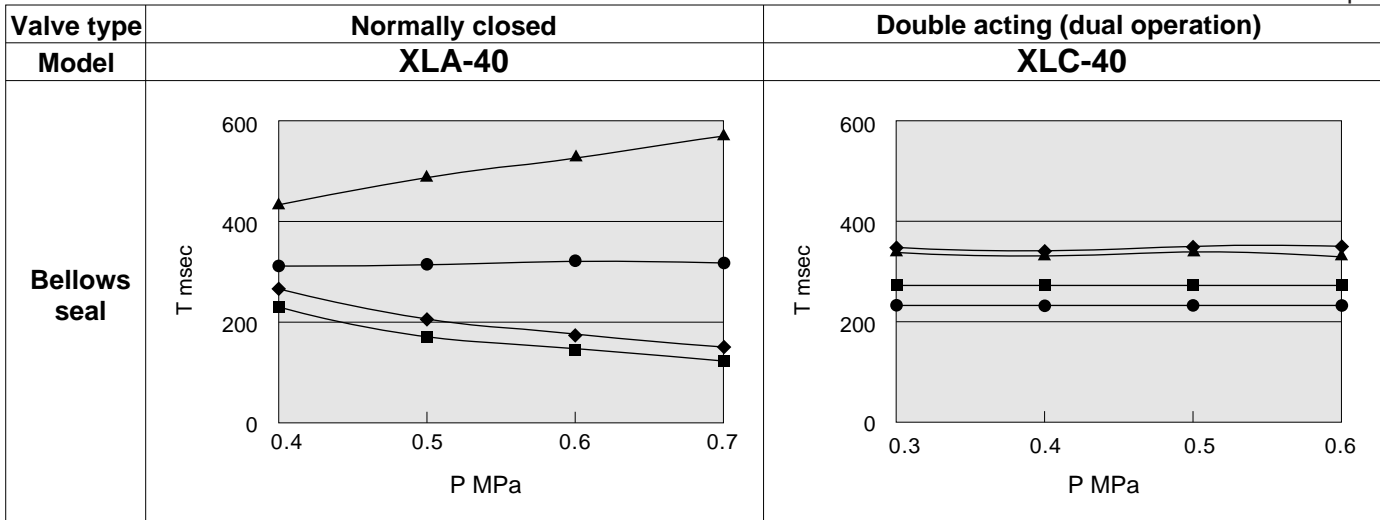 Valve type Normally closed Double acting (dual operation)
Model XLA-40 XLC-40
Bellows
seal
T msec
600
400
200
0
0.4 0.5 0.6 0.7
P MPa
T msec
600
400
200
0
0.3 0.4 0.5 0.6
P MPa